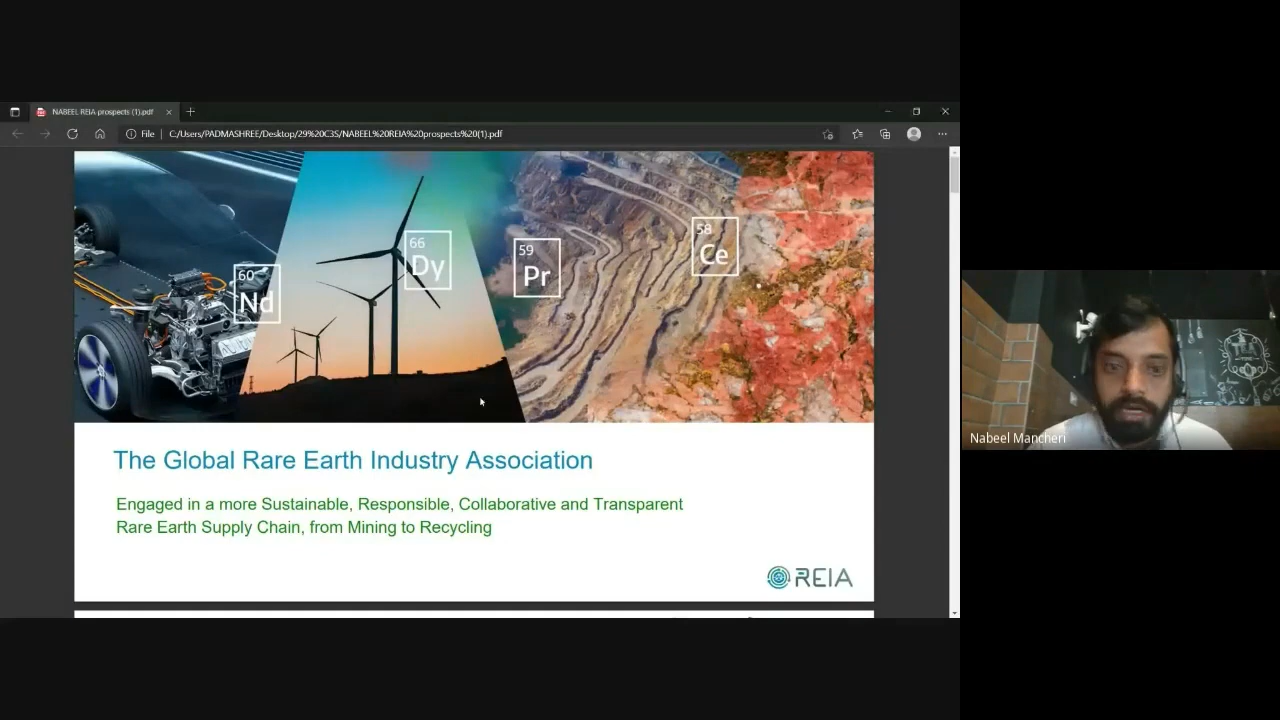 NABEEL REIA prospects (1).pdf
File
C:/Users/PADMASHREE/Desktop/29%20C3S/NABEEL%20REIA%20prospects%20(1).pdf
60
Nd
66
Dy
59
Pr
58
Ce
The Global Rare Earth Industry Association
Engaged in a more Sustainable, Responsible, Collaborative and Transparent
Rare Earth Supply Chain, from Mining to Recycling
REIA
Nabeel Mancheri